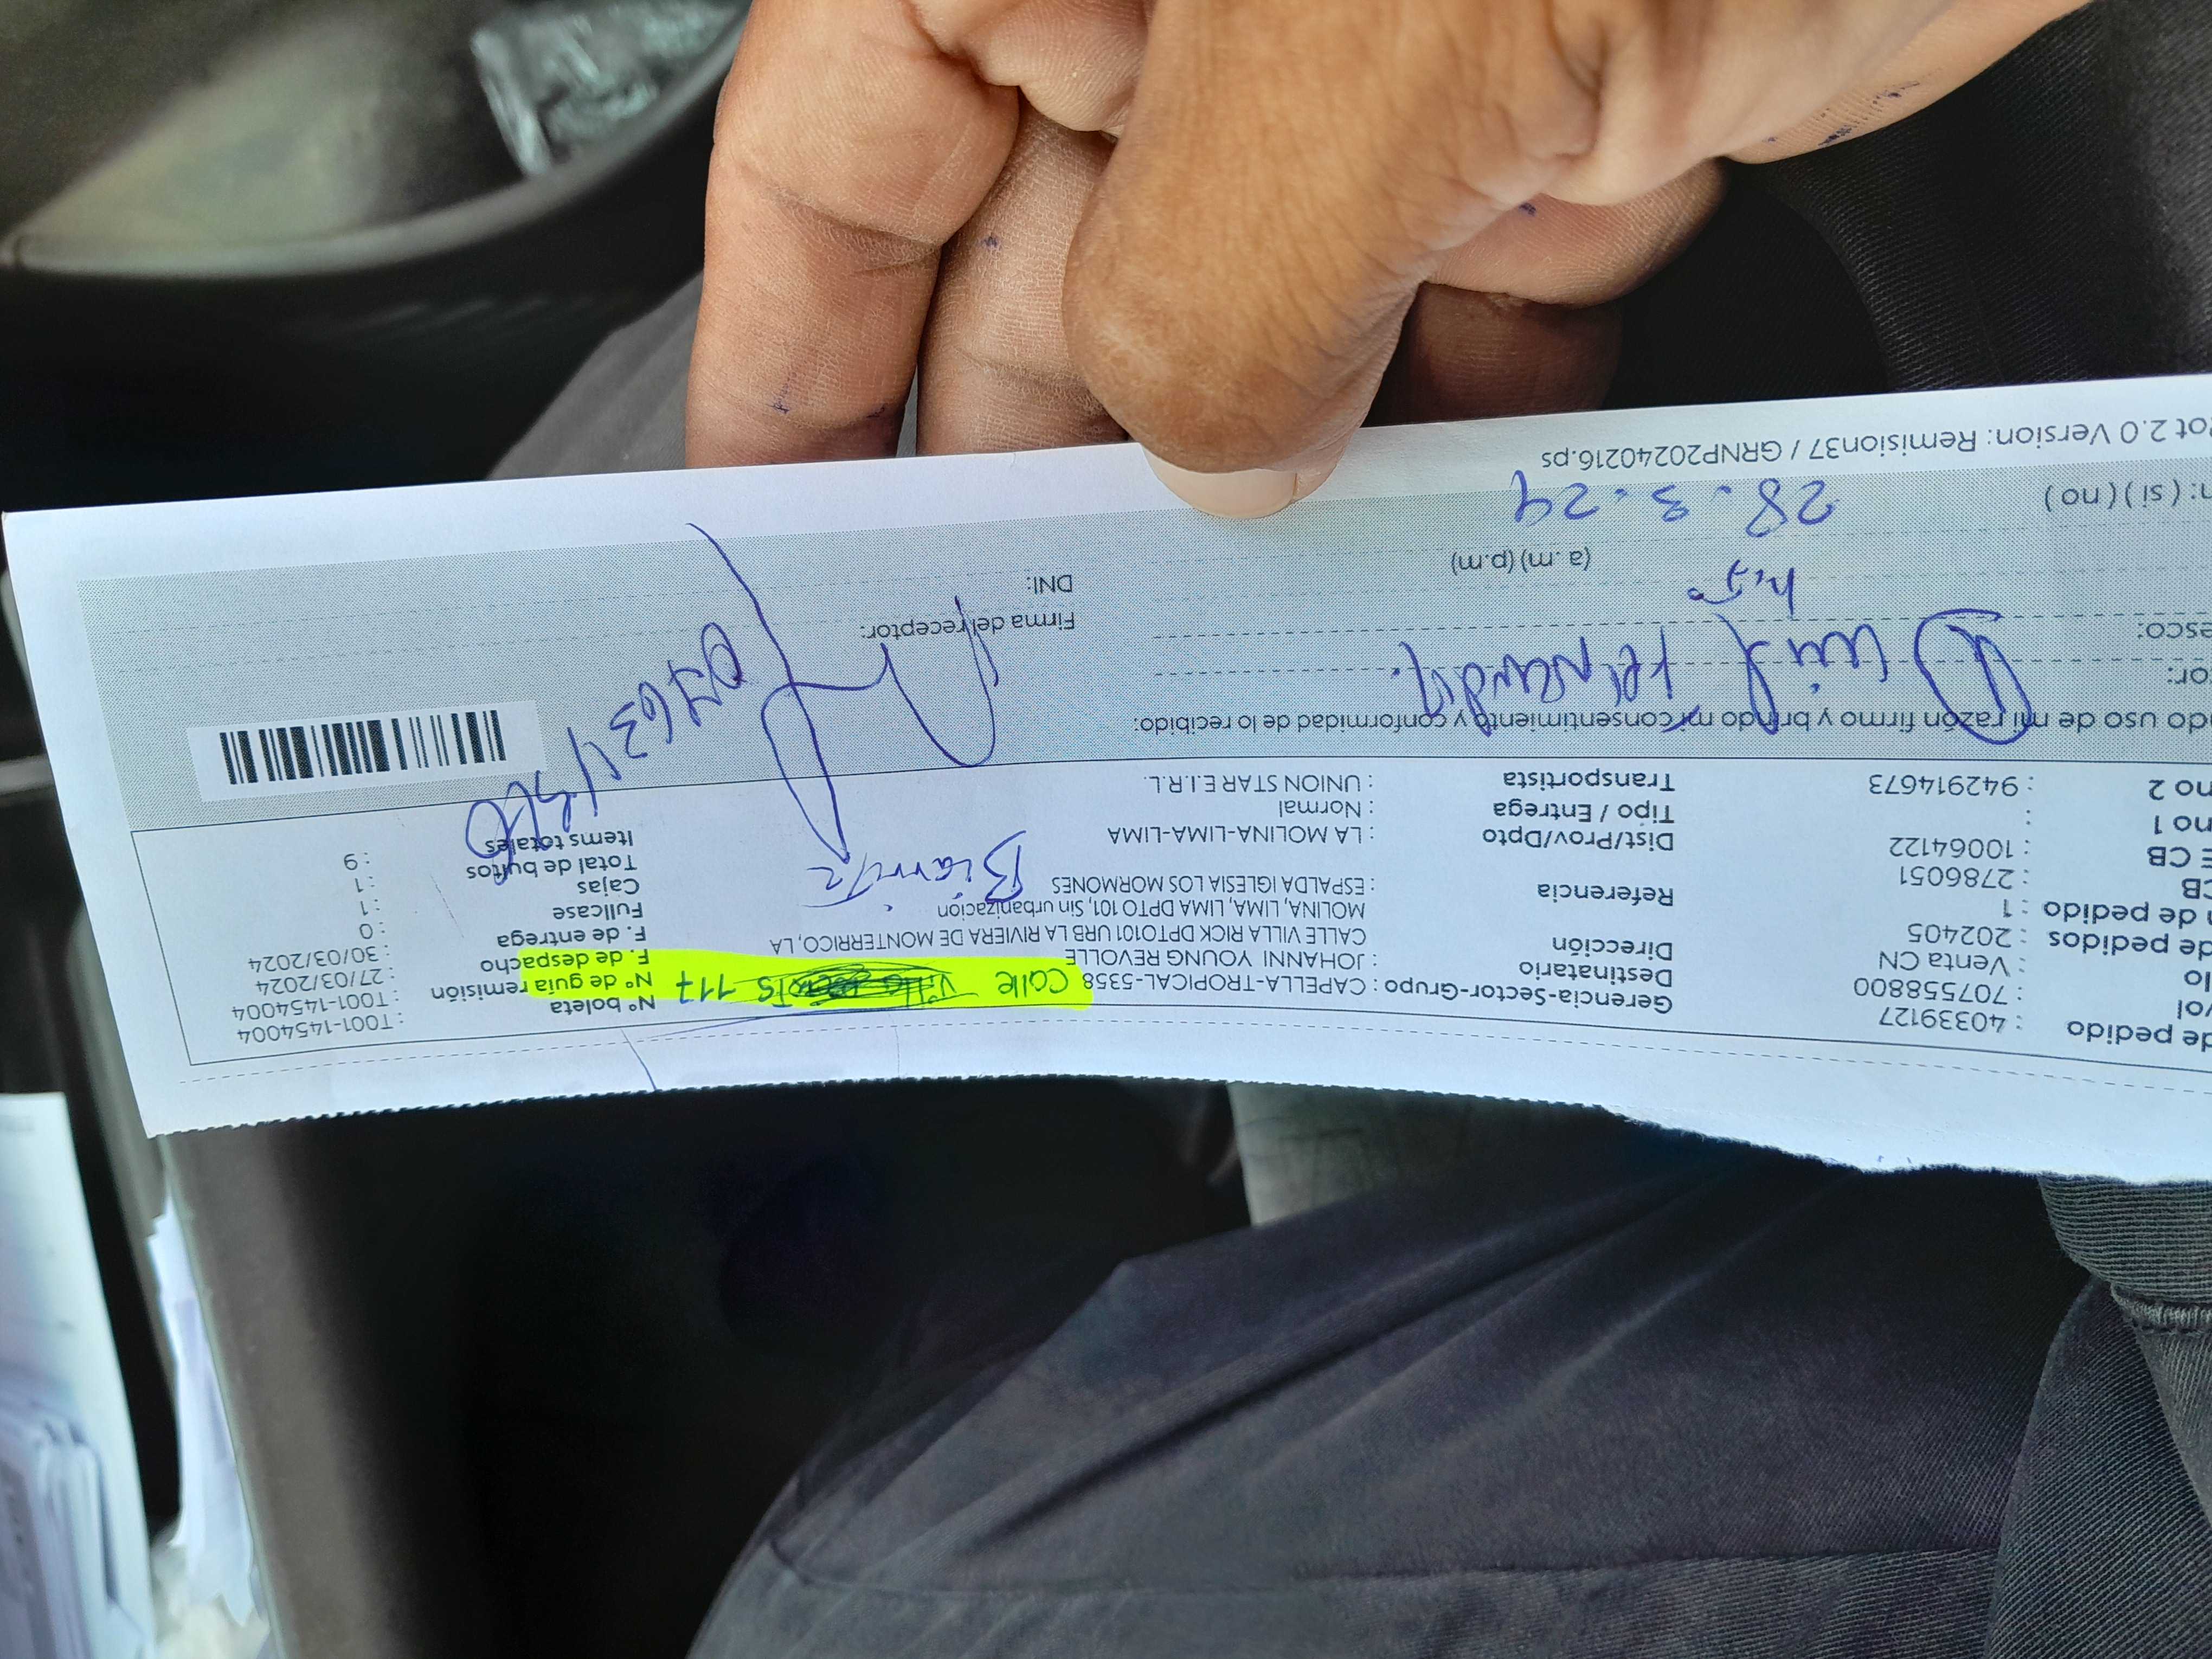 de pedido : 40339127
Gerencia-Sector-Grupo : CAPELLA-TROPICAL-5358
Calle Villa TS 117
N° boleta : T001-1454004
vol : 707558800
Destinatario : JOHANNI YOUNG REVOLLE
N° de guía remisión : T001-1454004
lo : Venta CN
Dirección : CALLE VILLA RICK DPTO101 URB LA RIVIERA DE MONTERRICO, LA
MOLINA, LIMA, LIMA DPTO 101, Sin urbanización
F. de despacho : 27/03/2024
de pedidos : 202405
F. de entrega : 30/03/2024
n de pedido : 1
Referencia : ESPALDA IGLESIA LOS MORMONES
Biarritz
Fullcase : 0
CB : 2786051
Cajas : 1
E CB : 10064122
Dist/Prov/Dpto : LA MOLINA-LIMA-LIMA
Total de bultos : 1
no 1 :
Tipo / Entrega : Normal
Items totales : 9
no 2 : 942914673
Transportista : UNION STAR E.I.R.L.
do uso de mi razón firmo y brindo mi consentimiento y conformidad de lo recibido:
or:
Fernandez
esco:
hijo
Firma del receptor:
DNI:
(a. m) (p.m)
n: ( si ) ( no )
28.3.24
ot 2.0 Version: Remision37 / GRNP20240216.ps